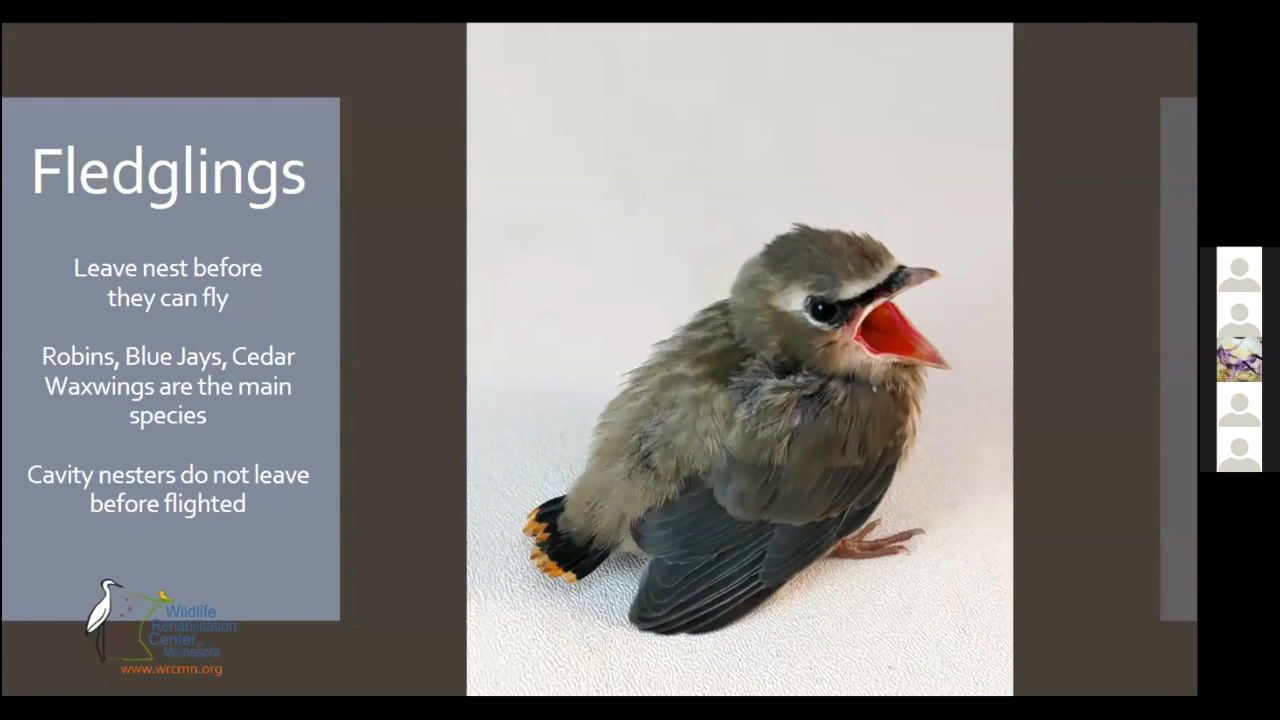 Fledglings
Leave nest before
they can fly
Robins, Blue Jays, Cedar
Waxwings are the main
species
Cavity nesters do not leave
before flighted
Wildlife
Rehabilitation
Center of
Minnesota
www.wrcmn.org